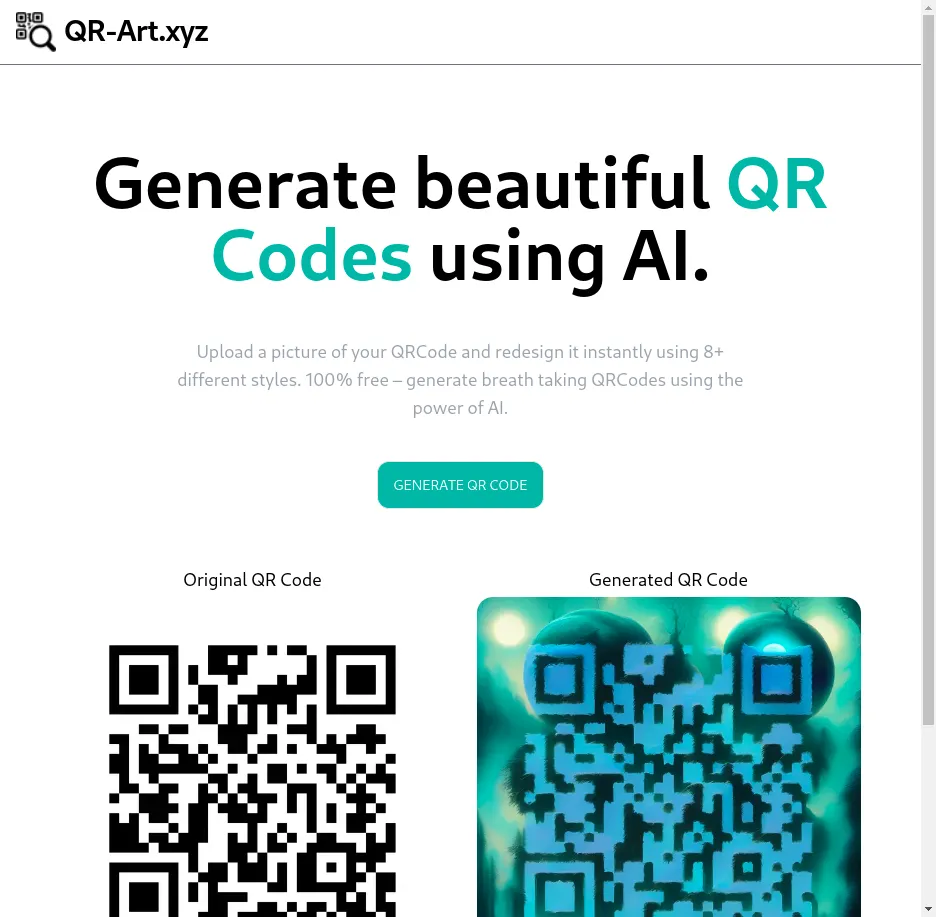 QR-Art.xyz
Generate beautiful QR
Codes using AI.
Upload a picture of your QRCode and redesign it instantly using 8+
different styles. 100% free – generate breath taking QRCodes using the
power of AI.
GENERATE QR CODE
Original QR Code
Generated QR Code